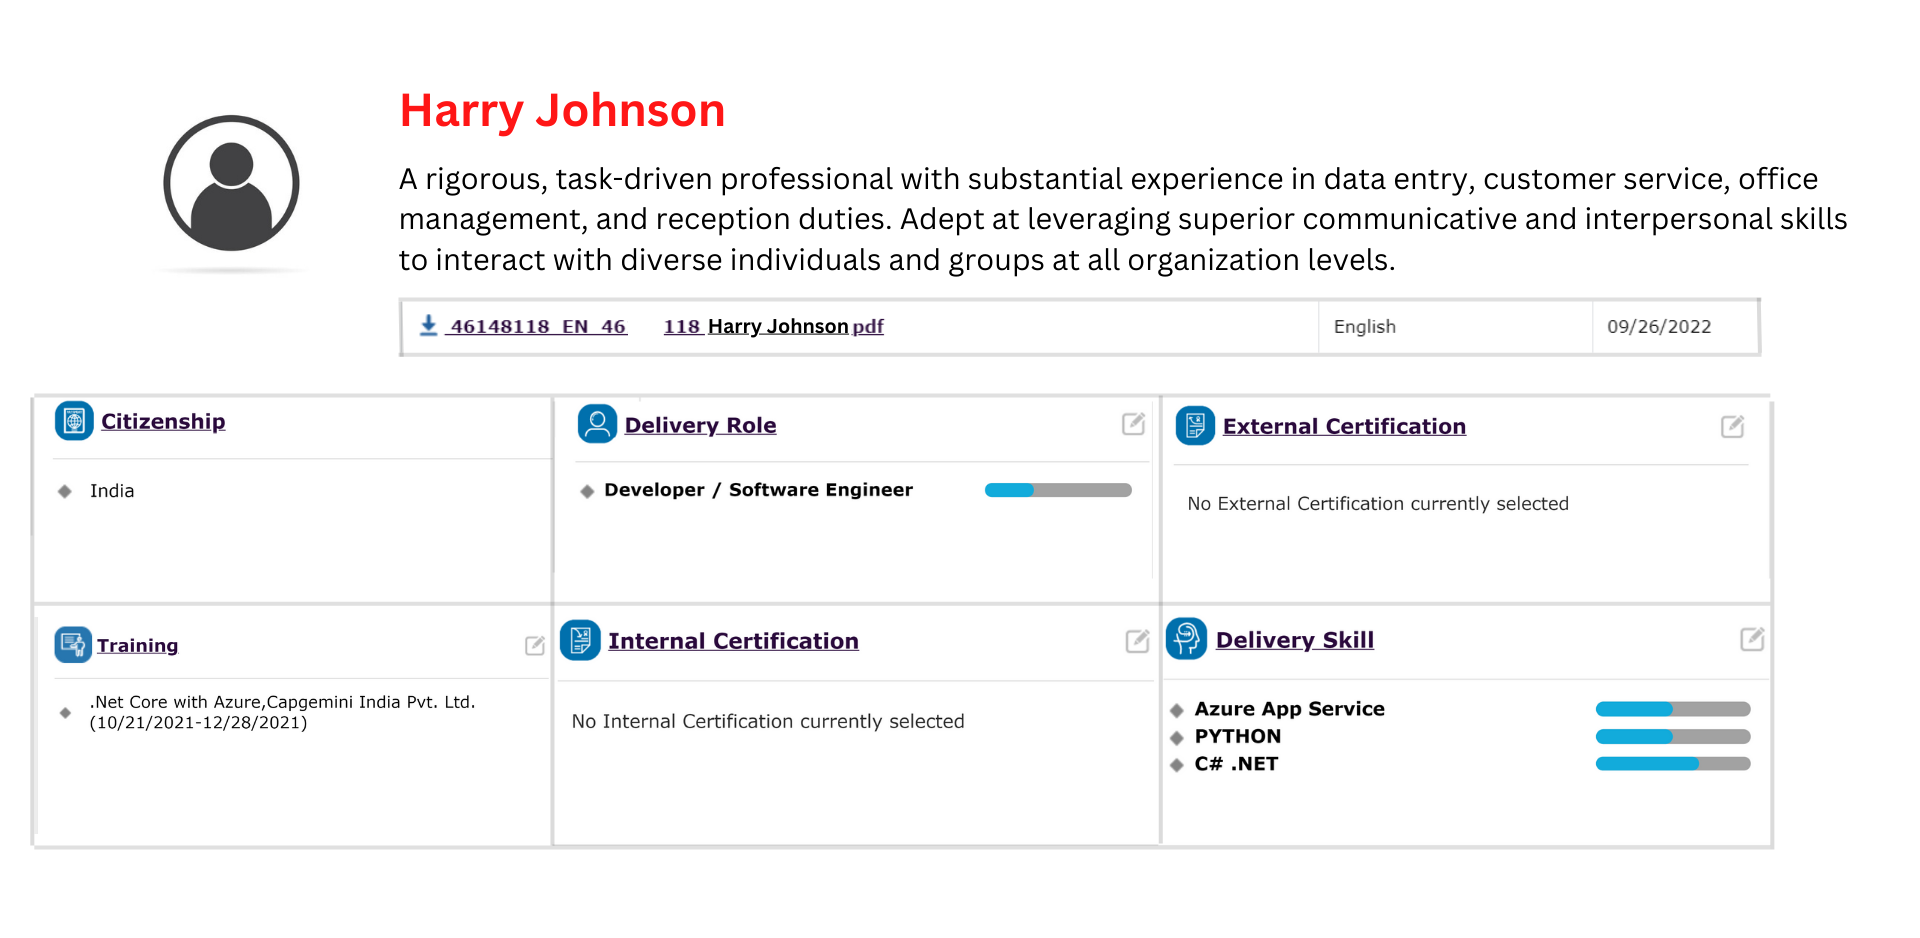 Harry Johnson
A rigorous, task-driven professional with substantial experience in data entry, customer service, office
management, and reception duties. Adept at leveraging superior communicative and interpersonal skills
to interact with diverse individuals and groups at all organization levels.
46148118_EN_46 118_Harry Johnson pdf English 09/26/2022
Citizenship
India
Delivery Role
Developer / Software Engineer
External Certification
No External Certification currently selected
Training
.Net Core with Azure,Capgemini India Pvt. Ltd.
(10/21/2021-12/28/2021)
Internal Certification
No Internal Certification currently selected
Delivery Skill
Azure App Service
PYTHON
C# .NET